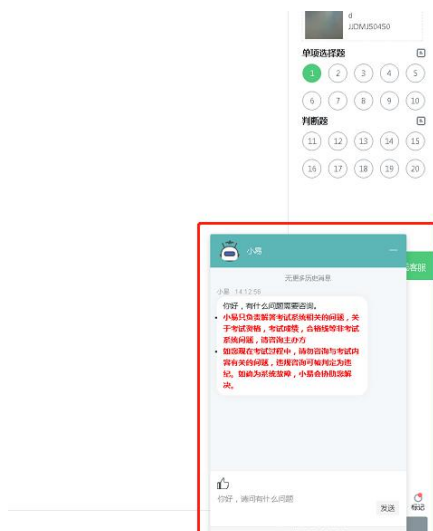 d
JJDMJS0450
单项选择题
1 2 3 4 5
6 7 8 9 10
判断题
11 12 13 14 15
16 17 18 19 20
小易
客服
无更多历史消息
小易 14:12:56
你好，有什么问题需要咨询。
小易只负责解答考试系统相关的问题，关
于考试资格，考试成绩，合格线等非考试
系统问题，请咨询主办方
如您现在考试过程中，请勿咨询与考试内
容有关的问题，违规咨询可被判定为违
纪。如确为系统故障，小易会协助您解
决。
你好，请问有什么问题
发送
标记